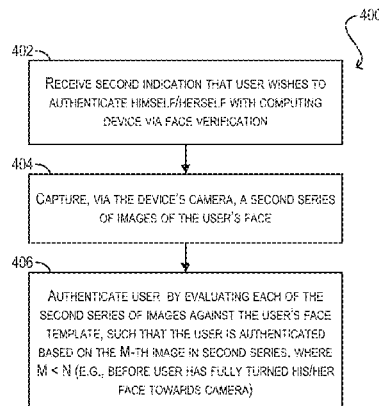 400
402
RECEIVE SECOND INDICATION THAT USER WISHES TO
AUTHENTICATE HIMSELF/HERSELF WITH COMPUTING
DEVICE VIA FACE VERIFICATION
404
CAPTURE, VIA THE DEVICE'S CAMERA, A SECOND SERIES
OF IMAGES OF THE USER'S FACE
406
AUTHENTICATE USER BY EVALUATING EACH OF THE
SECOND SERIES OF IMAGES AGAINST THE USER'S FACE
TEMPLATE, SUCH THAT THE USER IS AUTHENTICATED
BASED ON THE M-TH IMAGE IN SECOND SERIES, WHERE
M < N (E.G., BEFORE USER HAS FULLY TURNED HIS/HER
FACE TOWARDS CAMERA)